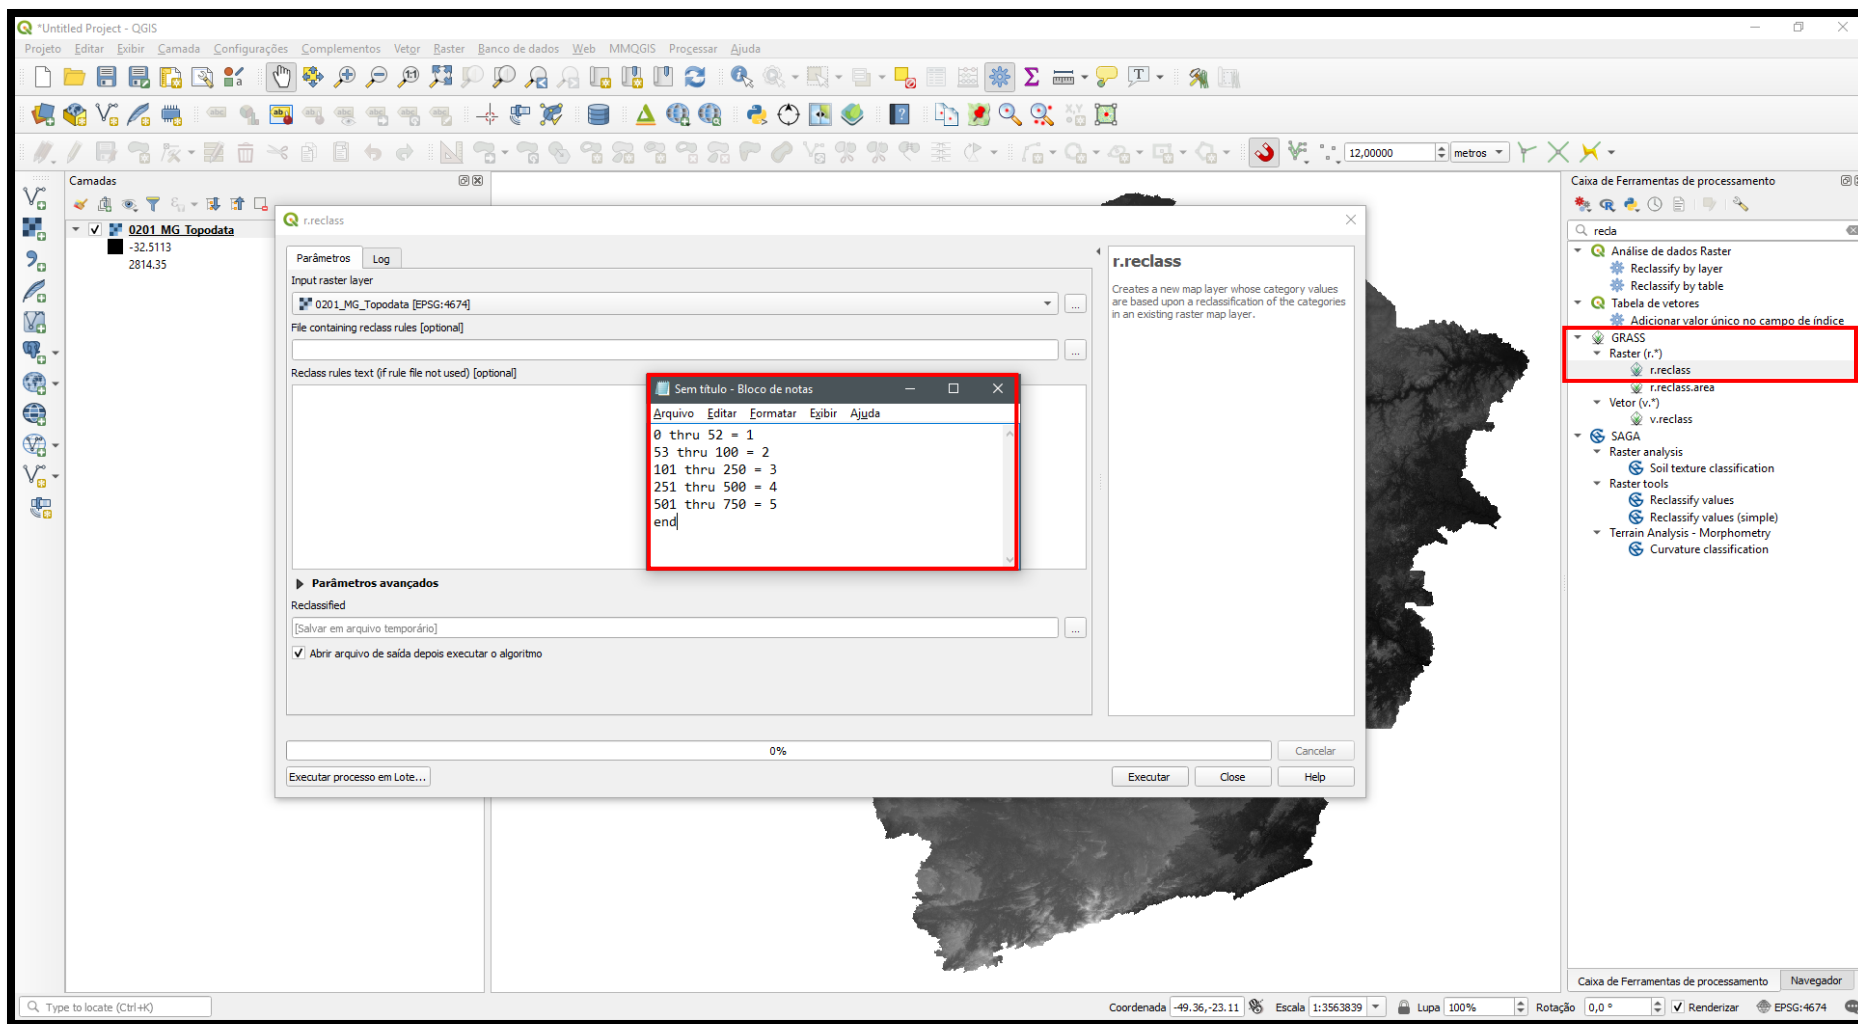 *Untitled Project - QGIS
Projeto Editar Exibir Camada Configurações Complementos Vetor Raster Banco de dados Web MMQGIS Processar Ajuda
12,00000 metros
Camadas
0201_MG_Topodata
-32.5113
2814.35
r.reclass
Parâmetros Log
Input raster layer
0201_MG_Topodata [EPSG:4674]
...
File containing reclass rules [optional]
...
Reclass rules text (if rule file not used) [optional]
Sem título - Bloco de notas
Arquivo Editar Formatar Exibir Ajuda
0 thru 52 = 1
53 thru 100 = 2
101 thru 250 = 3
251 thru 500 = 4
501 thru 750 = 5
end
Parâmetros avançados
Reclassified
[Salvar em arquivo temporário]
...
Abrir arquivo de saída depois executar o algoritmo
r.reclass
Creates a new map layer whose category values
are based upon a reclassification of the categories
in an existing raster map layer.
0%
Cancelar
Executar processo em Lote...
Executar Close Help
Caixa de Ferramentas de processamento
recla
Análise de dados Raster
Reclassify by layer
Reclassify by table
Tabela de vetores
Adicionar valor único no campo de índice
GRASS
Raster (r.*)
r.reclass
r.reclass.area
Vetor (v.*)
v.reclass
SAGA
Raster analysis
Soil texture classification
Raster tools
Reclassify values
Reclassify values (simple)
Terrain Analysis - Morphometry
Curvature classification
Caixa de Ferramentas de processamento Navegador
Type to locate (Ctrl+K)
Coordenada -49.36,-23.11 Escala 1:3563839 Lupa 100% Rotação 0,0 ° Renderizar EPSG:4674